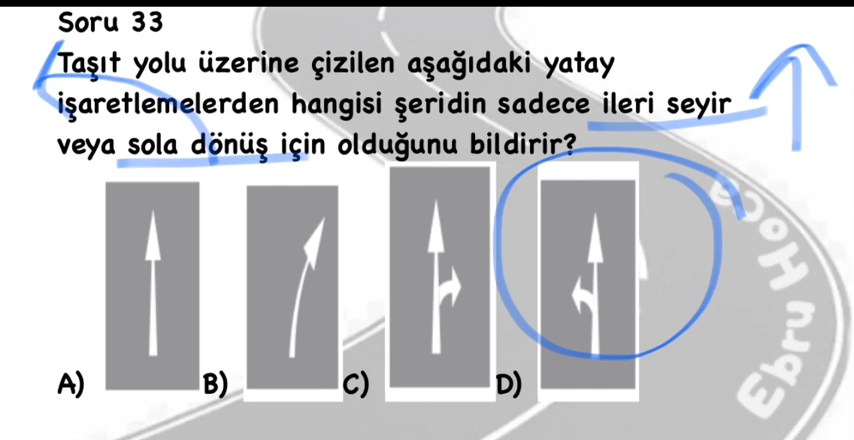 Soru 33
Taşıt yolu üzerine çizilen aşağıdaki yatay
işaretlemelerden hangisi şeridin sadece ileri seyir
veya sola dönüş için olduğunu bildirir?
A) B) C) D)
Ebru Hoca